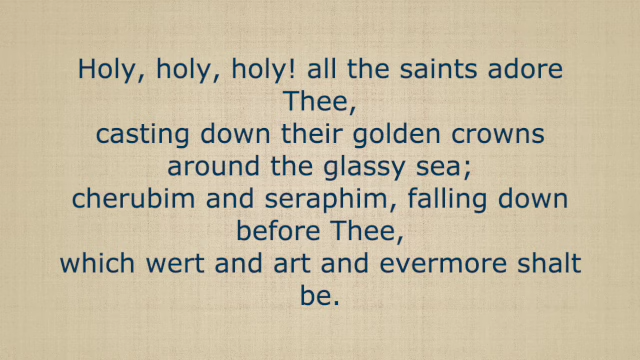 Holy, holy, holy! all the saints adore
Thee,
casting down their golden crowns
around the glassy sea;
cherubim and seraphim, falling down
before Thee,
which wert and art and evermore shalt
be.